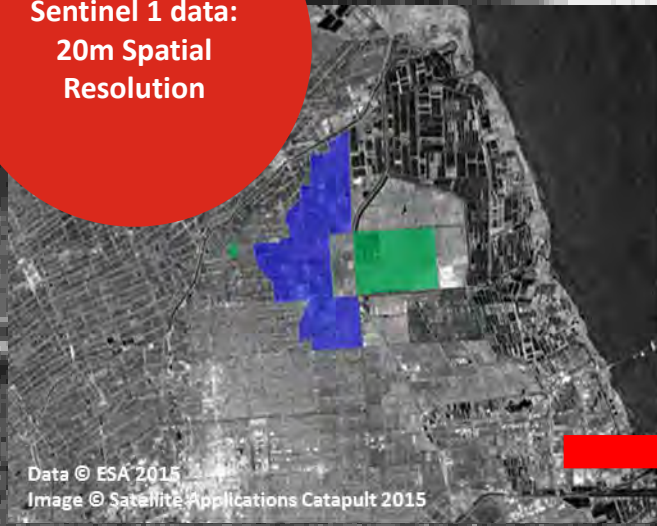 Sentinel 1 data:
20m Spatial
Resolution
Data © ESA 2015
Image © Satellite Applications Catapult 2015